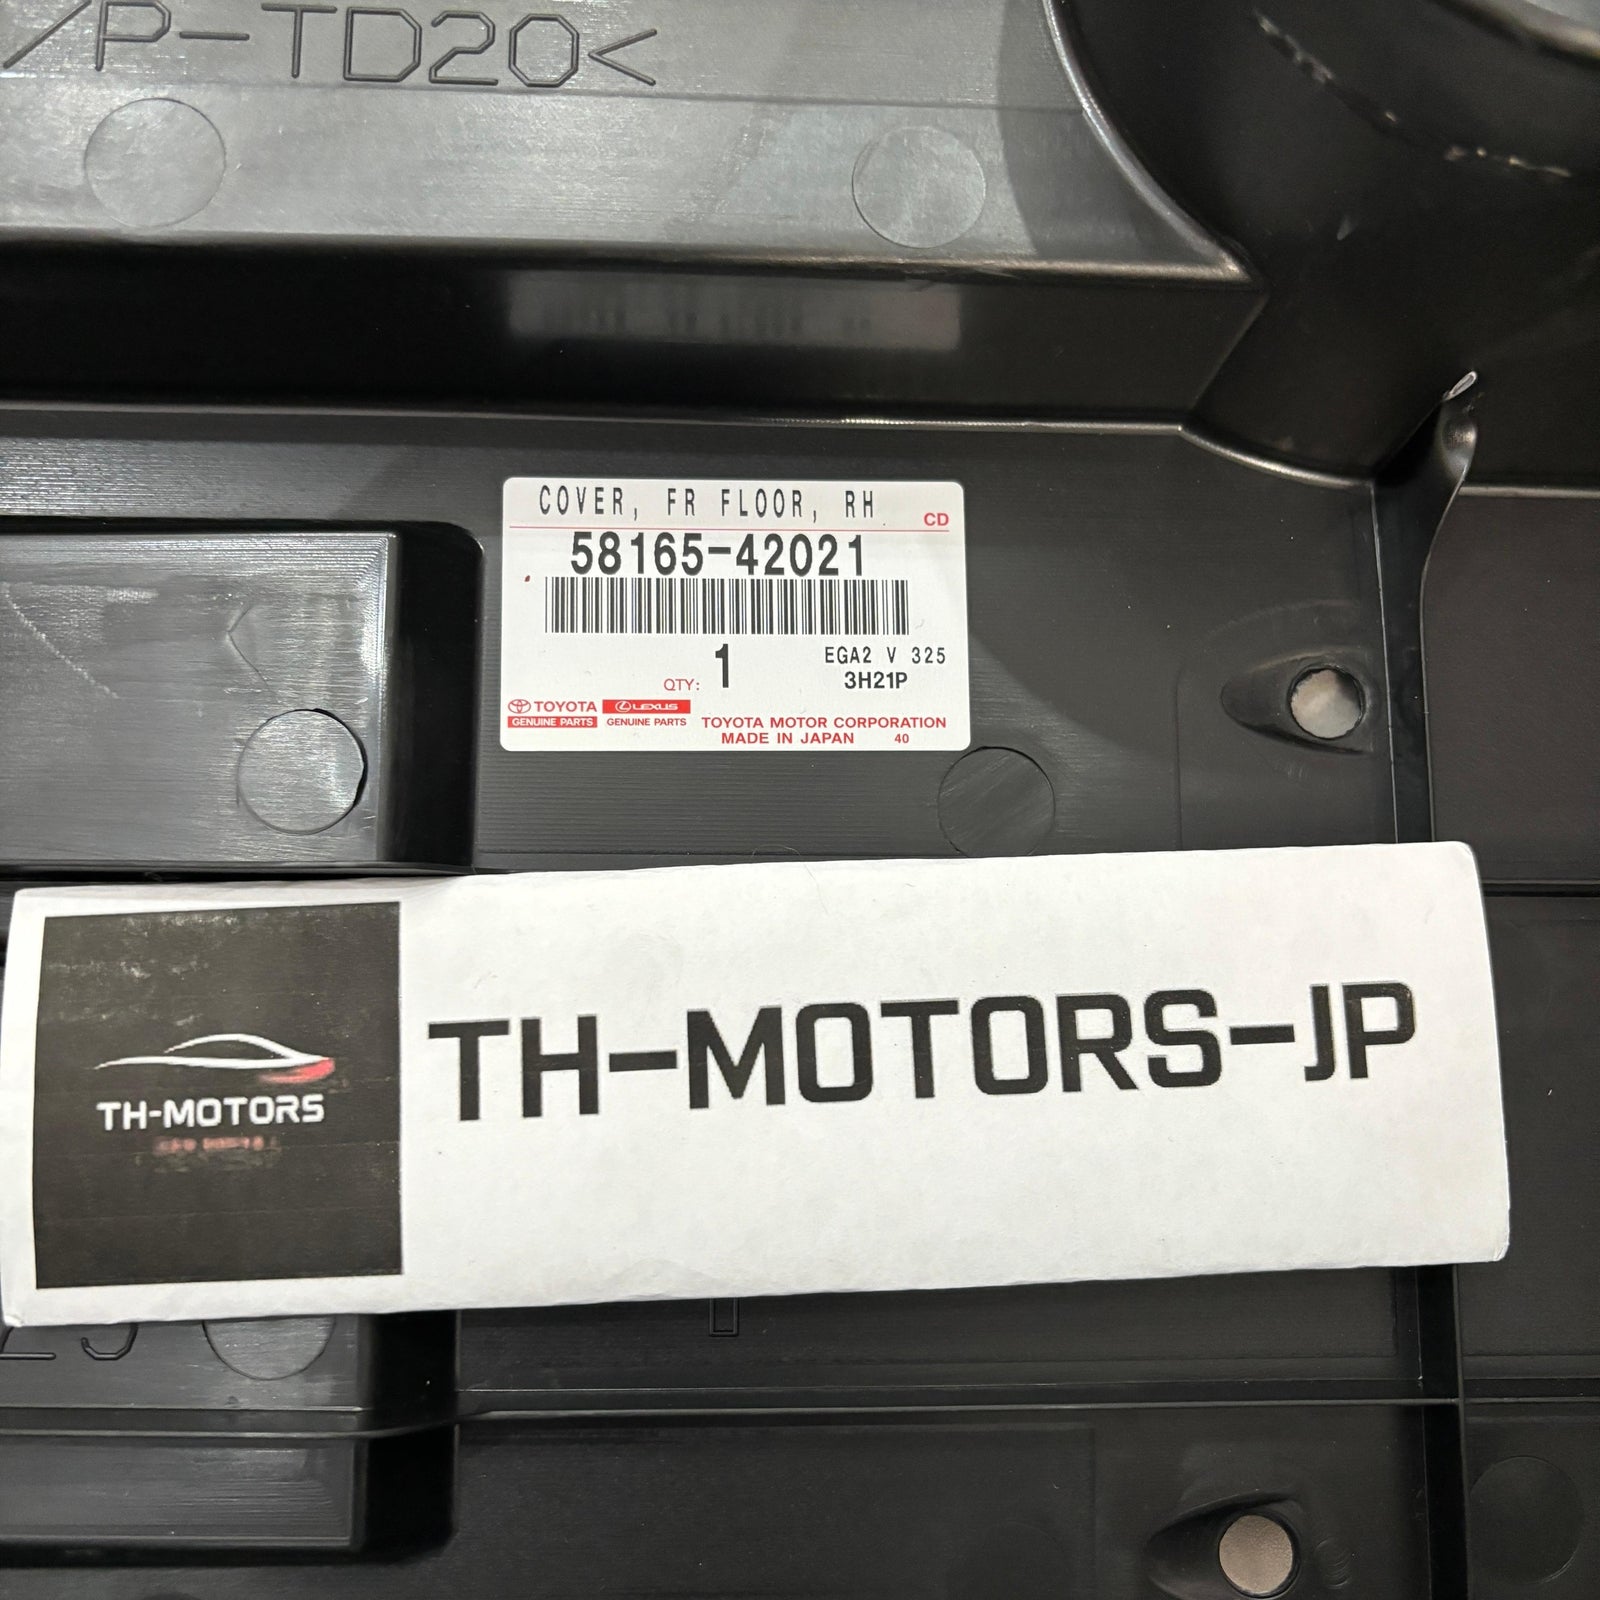 /P-TD20<
COVER, FR FLOOR, RH
CD
58165-42021
QTY: 1
EGA2 V 325
3H21P
TOYOTA
GENUINE PARTS
LEXUS
GENUINE PARTS
TOYOTA MOTOR CORPORATION
MADE IN JAPAN 40
TH-MOTORS
TH-MOTORS-JP